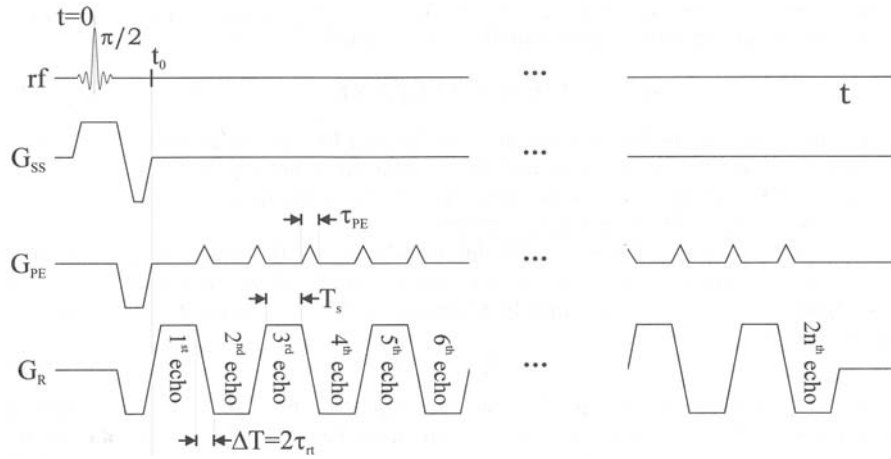 t=0
π/2
t₀
rf
...
t
G_SS
...
τ_PE
G_PE
...
T_s
G_R
1ˢᵗ echo
2ⁿᵈ echo
3ʳᵈ echo
4ᵗʰ echo
5ᵗʰ echo
6ᵗʰ echo
...
2nᵗʰ echo
ΔT=2τ_rt